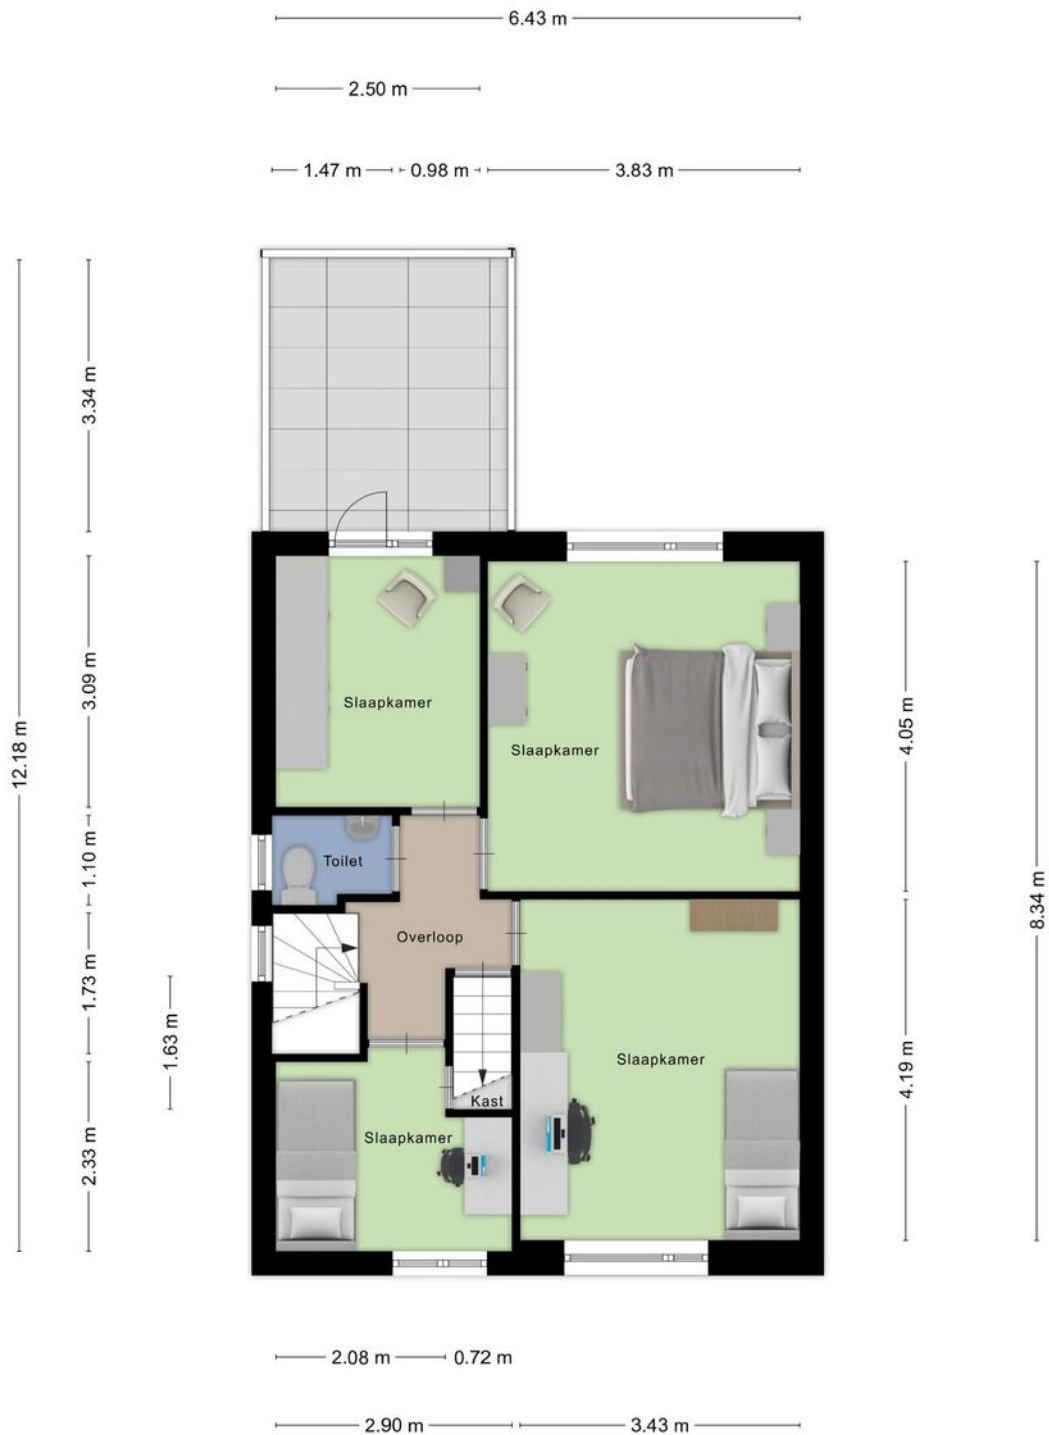 6.43 m
2.50 m
1.47 m
0.98 m
3.83 m
3.34 m
12.18 m
3.09 m
4.05 m
Slaapkamer
Slaapkamer
8.34 m
1.10 m
Toilet
Overloop
1.73 m
1.63 m
Slaapkamer
4.19 m
Kast
Slaapkamer
2.33 m
2.08 m
0.72 m
2.90 m
3.43 m